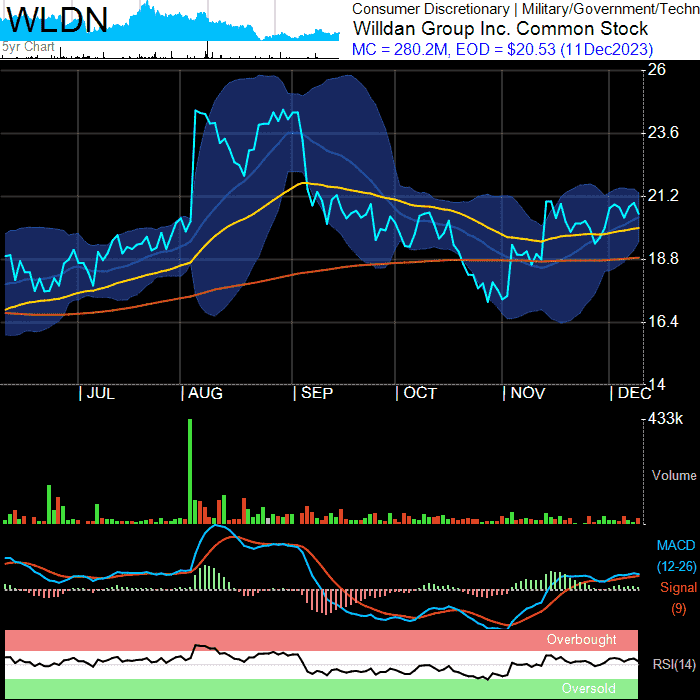 WLDN
5yr Chart
Consumer Discretionary | Military/Government/Techn
Willdan Group Inc. Common Stock
MC = 280.2M, EOD = $20.53 (11Dec2023)
26
23.6
21.2
18.8
16.4
14
| JUL | AUG | SEP | OCT | NOV | DEC
433k
Volume
MACD
(12-26)
Signal
(9)
Overbought
RSI(14)
Oversold